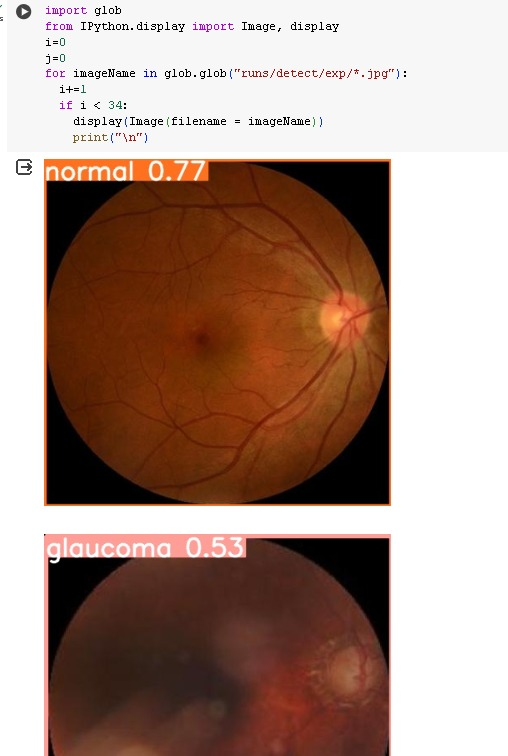 import glob
from IPython.display import Image, display
i=0
j=0
for imageName in glob.glob("runs/detect/exp/*.jpg"):
  i+=1
  if i < 34:
    display(Image(filename = imageName))
    print("\n")
normal 0.77
glaucoma 0.53